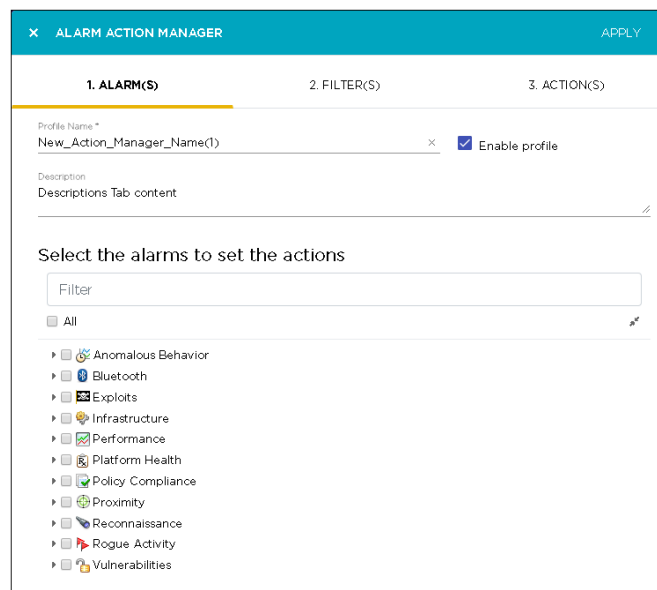 × ALARM ACTION MANAGER APPLY
1. ALARM(S) 2. FILTER(S) 3. ACTION(S)
Profile Name *
New_Action_Manager_Name(1) × Enable profile
Description
Descriptions Tab content
Select the alarms to set the actions
Filter
All
Anomalous Behavior
Bluetooth
Exploits
Infrastructure
Performance
Platform Health
Policy Compliance
Proximity
Reconnaissance
Rogue Activity
Vulnerabilities